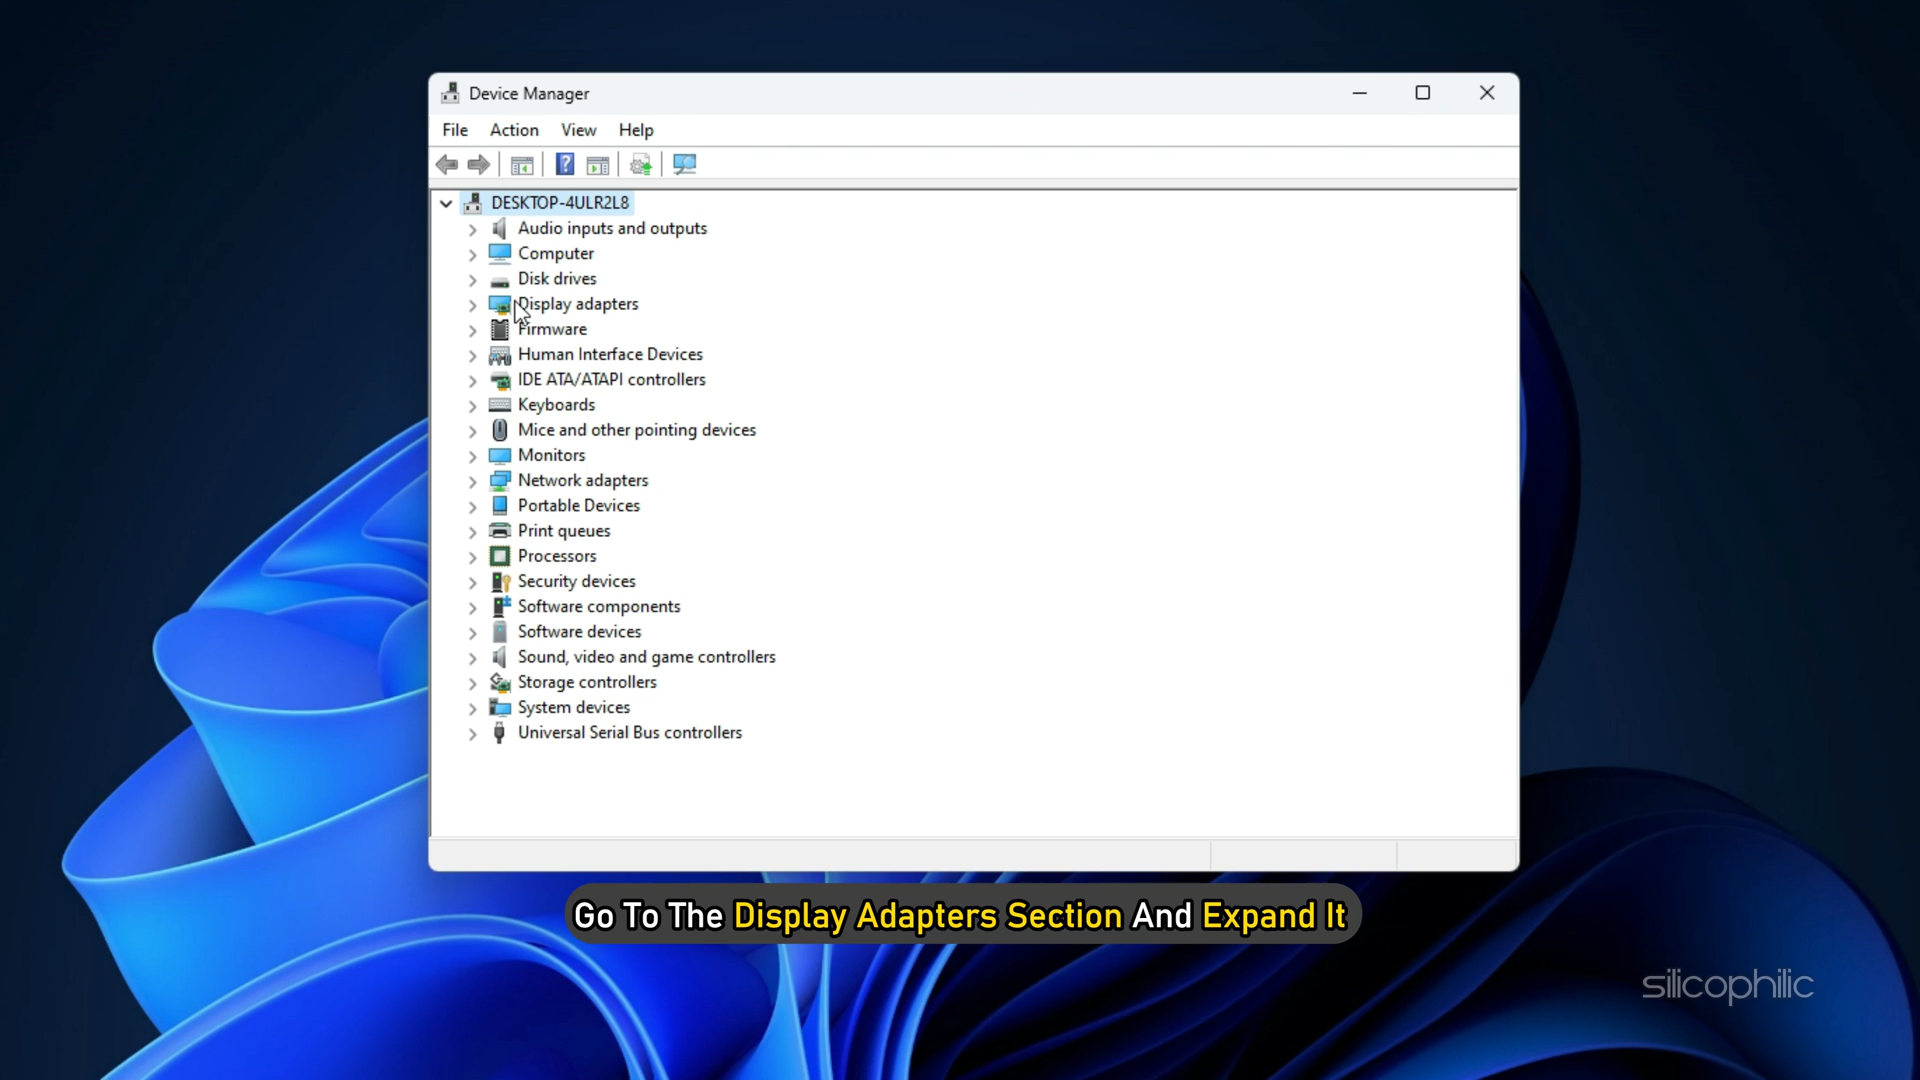 Device Manager
File Action View Help
DESKTOP-4ULR2L8
Audio inputs and outputs
Computer
Disk drives
Display adapters
Firmware
Human Interface Devices
IDE ATA/ATAPI controllers
Keyboards
Mice and other pointing devices
Monitors
Network adapters
Portable Devices
Print queues
Processors
Security devices
Software components
Software devices
Sound, video and game controllers
Storage controllers
System devices
Universal Serial Bus controllers
Go To The Display Adapters Section And Expand It
silicophilic